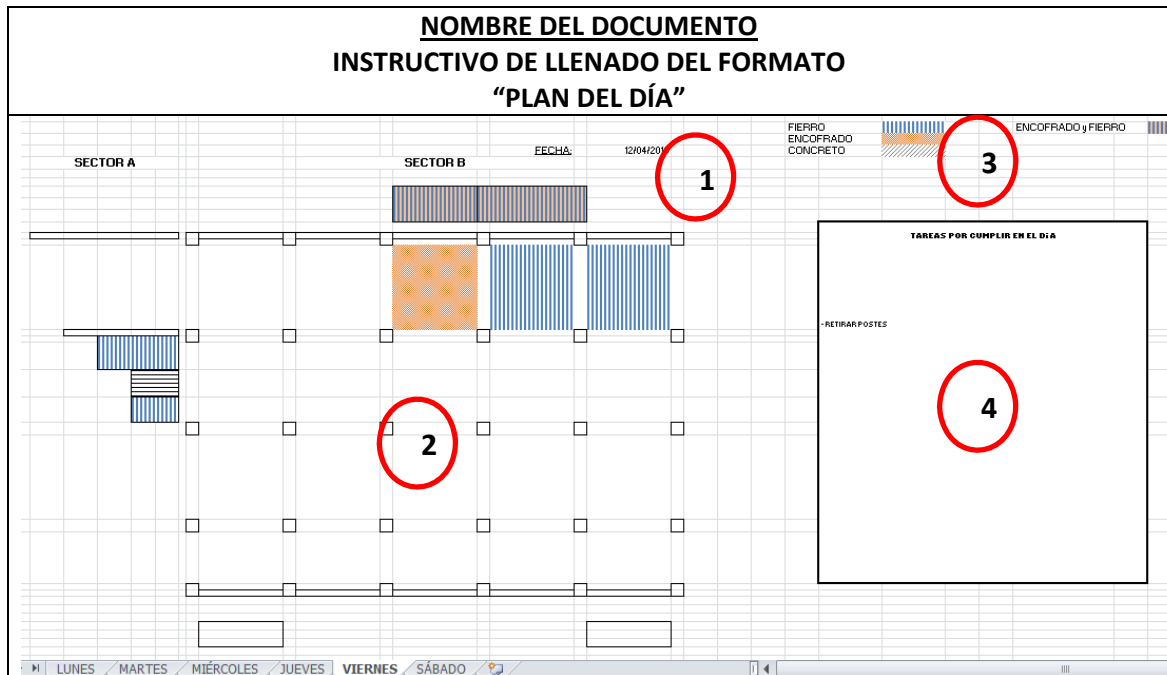 NOMBRE DEL DOCUMENTO
INSTRUCTIVO DE LLENADO DEL FORMATO
“PLAN DEL DÍA”
FIERRO
ENCOFRADO
CONCRETO
ENCOFRADO y FIERRO
SECTOR A
SECTOR B
FECHA:
1
3
TAREAS POR CUMPLIR EN EL DíA
- RETIRAR POSTES
4
2
LUNES MARTES MIÉRCOLES JUEVES VIERNES SÁBADO